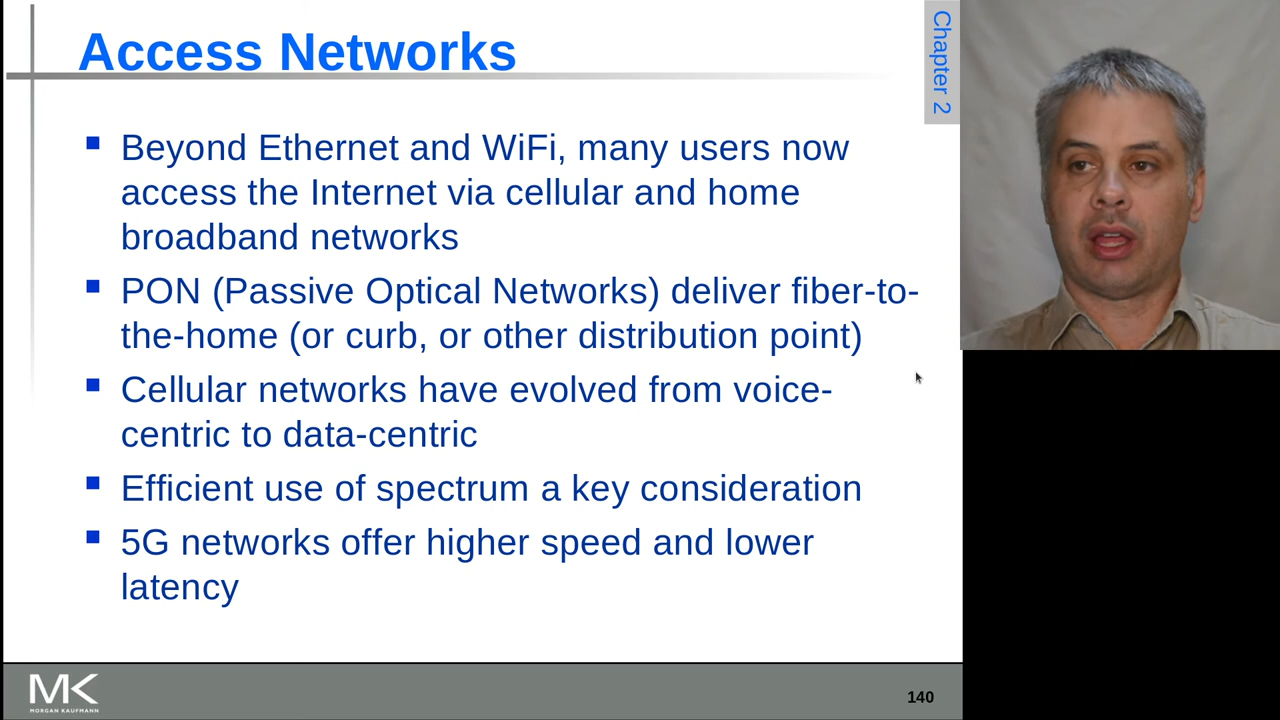 Access Networks
Chapter 2
Beyond Ethernet and WiFi, many users now
access the Internet via cellular and home
broadband networks
PON (Passive Optical Networks) deliver fiber-to-
the-home (or curb, or other distribution point)
Cellular networks have evolved from voice-
centric to data-centric
Efficient use of spectrum a key consideration
5G networks offer higher speed and lower
latency
MK
MORGAN KAUFMANN
140